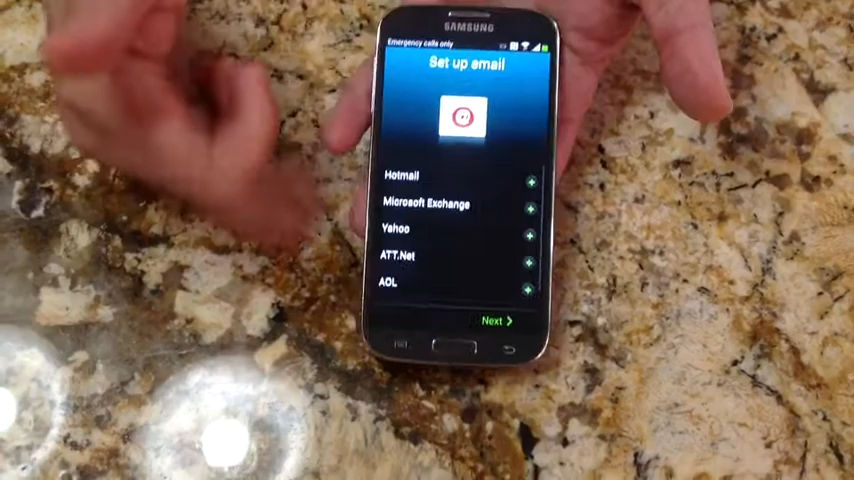 SAMSUNG
Emergency calls only
Set up email
Hotmail
Microsoft Exchange
Yahoo
ATT.Net
AOL
Next